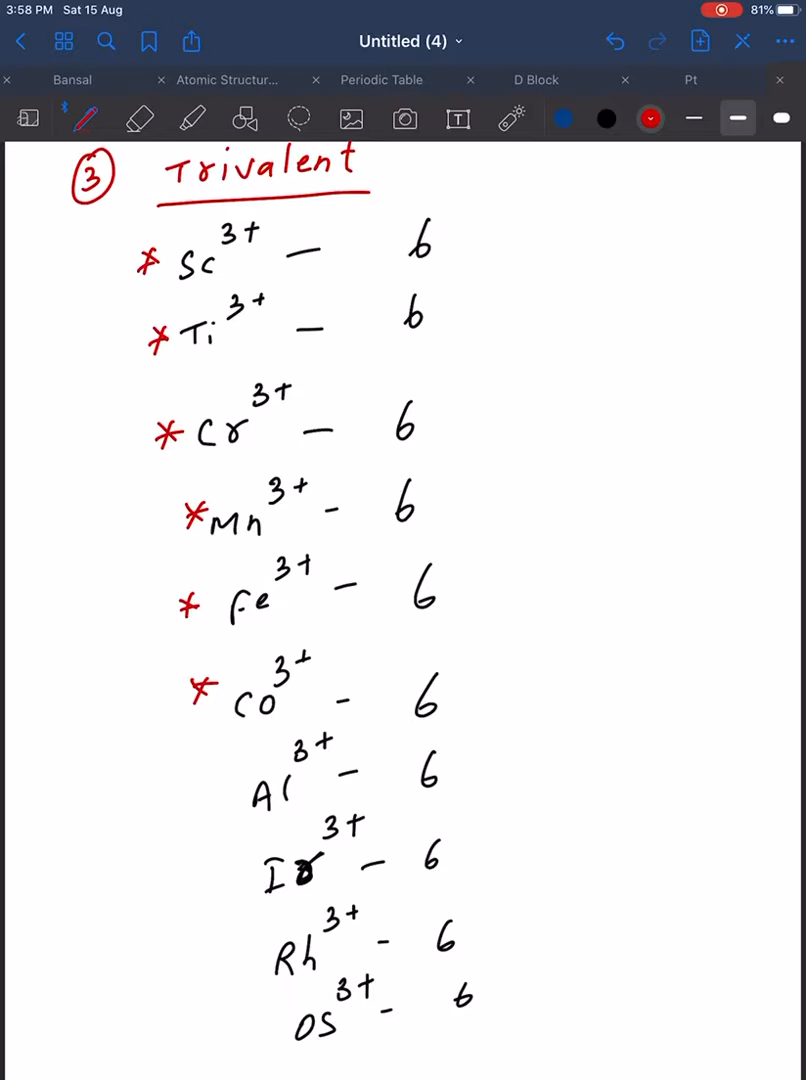 3:58 PM Sat 15 Aug 81%
Untitled (4)
Bansal Atomic Structur... Periodic Table D Block Pt
T
3 Trivalent
* Sc³⁺ — 6
* Ti³⁺ — 6
* Cr³⁺ — 6
* Mn³⁺ - 6
* Fe³⁺ — 6
* Co³⁺ - 6
Al³⁺ — 6
Ir³⁺ — 6
Rh³⁺ - 6
Os³⁺ - 6